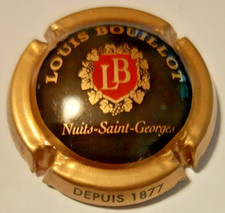 LOUIS BOUILLOT
LB
Nuits-Saint-Georges
DEPUIS 1877